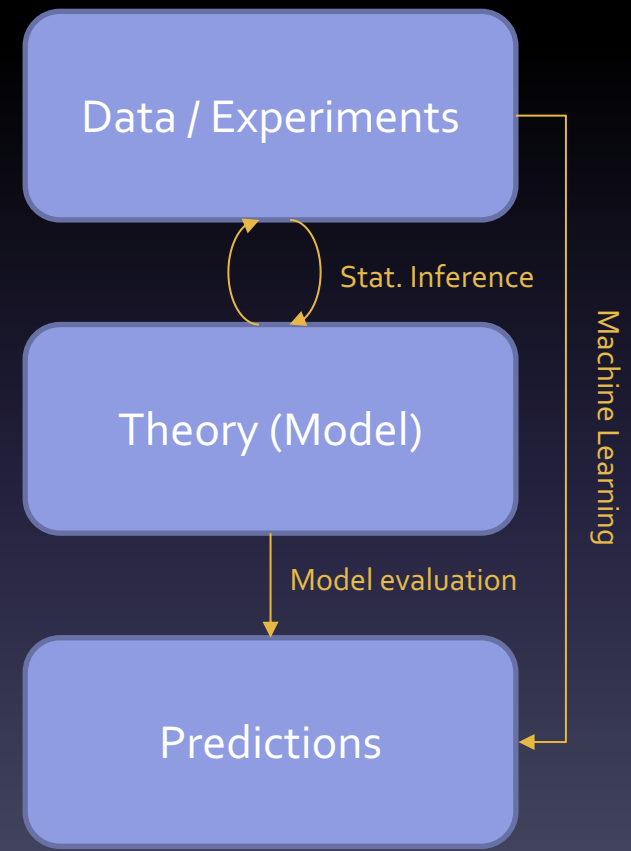 Data / Experiments
Stat. Inference
Theory (Model)
Model evaluation
Predictions
Machine Learning